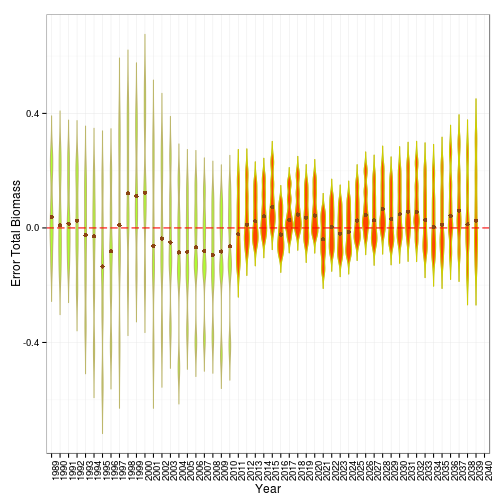 Error Total Biomass
0.4
0.0
-0.4
1989 1990 1991 1992 1993 1994 1995 1996 1997 1998 1999 2000 2001 2002 2003 2004 2005 2006 2007 2008 2009 2010 2011 2012 2013 2014 2015 2016 2017 2018 2019 2020 2021 2022 2023 2024 2025 2026 2027 2028 2029 2030 2031 2032 2033 2034 2035 2036 2037 2038 2039 2040
Year